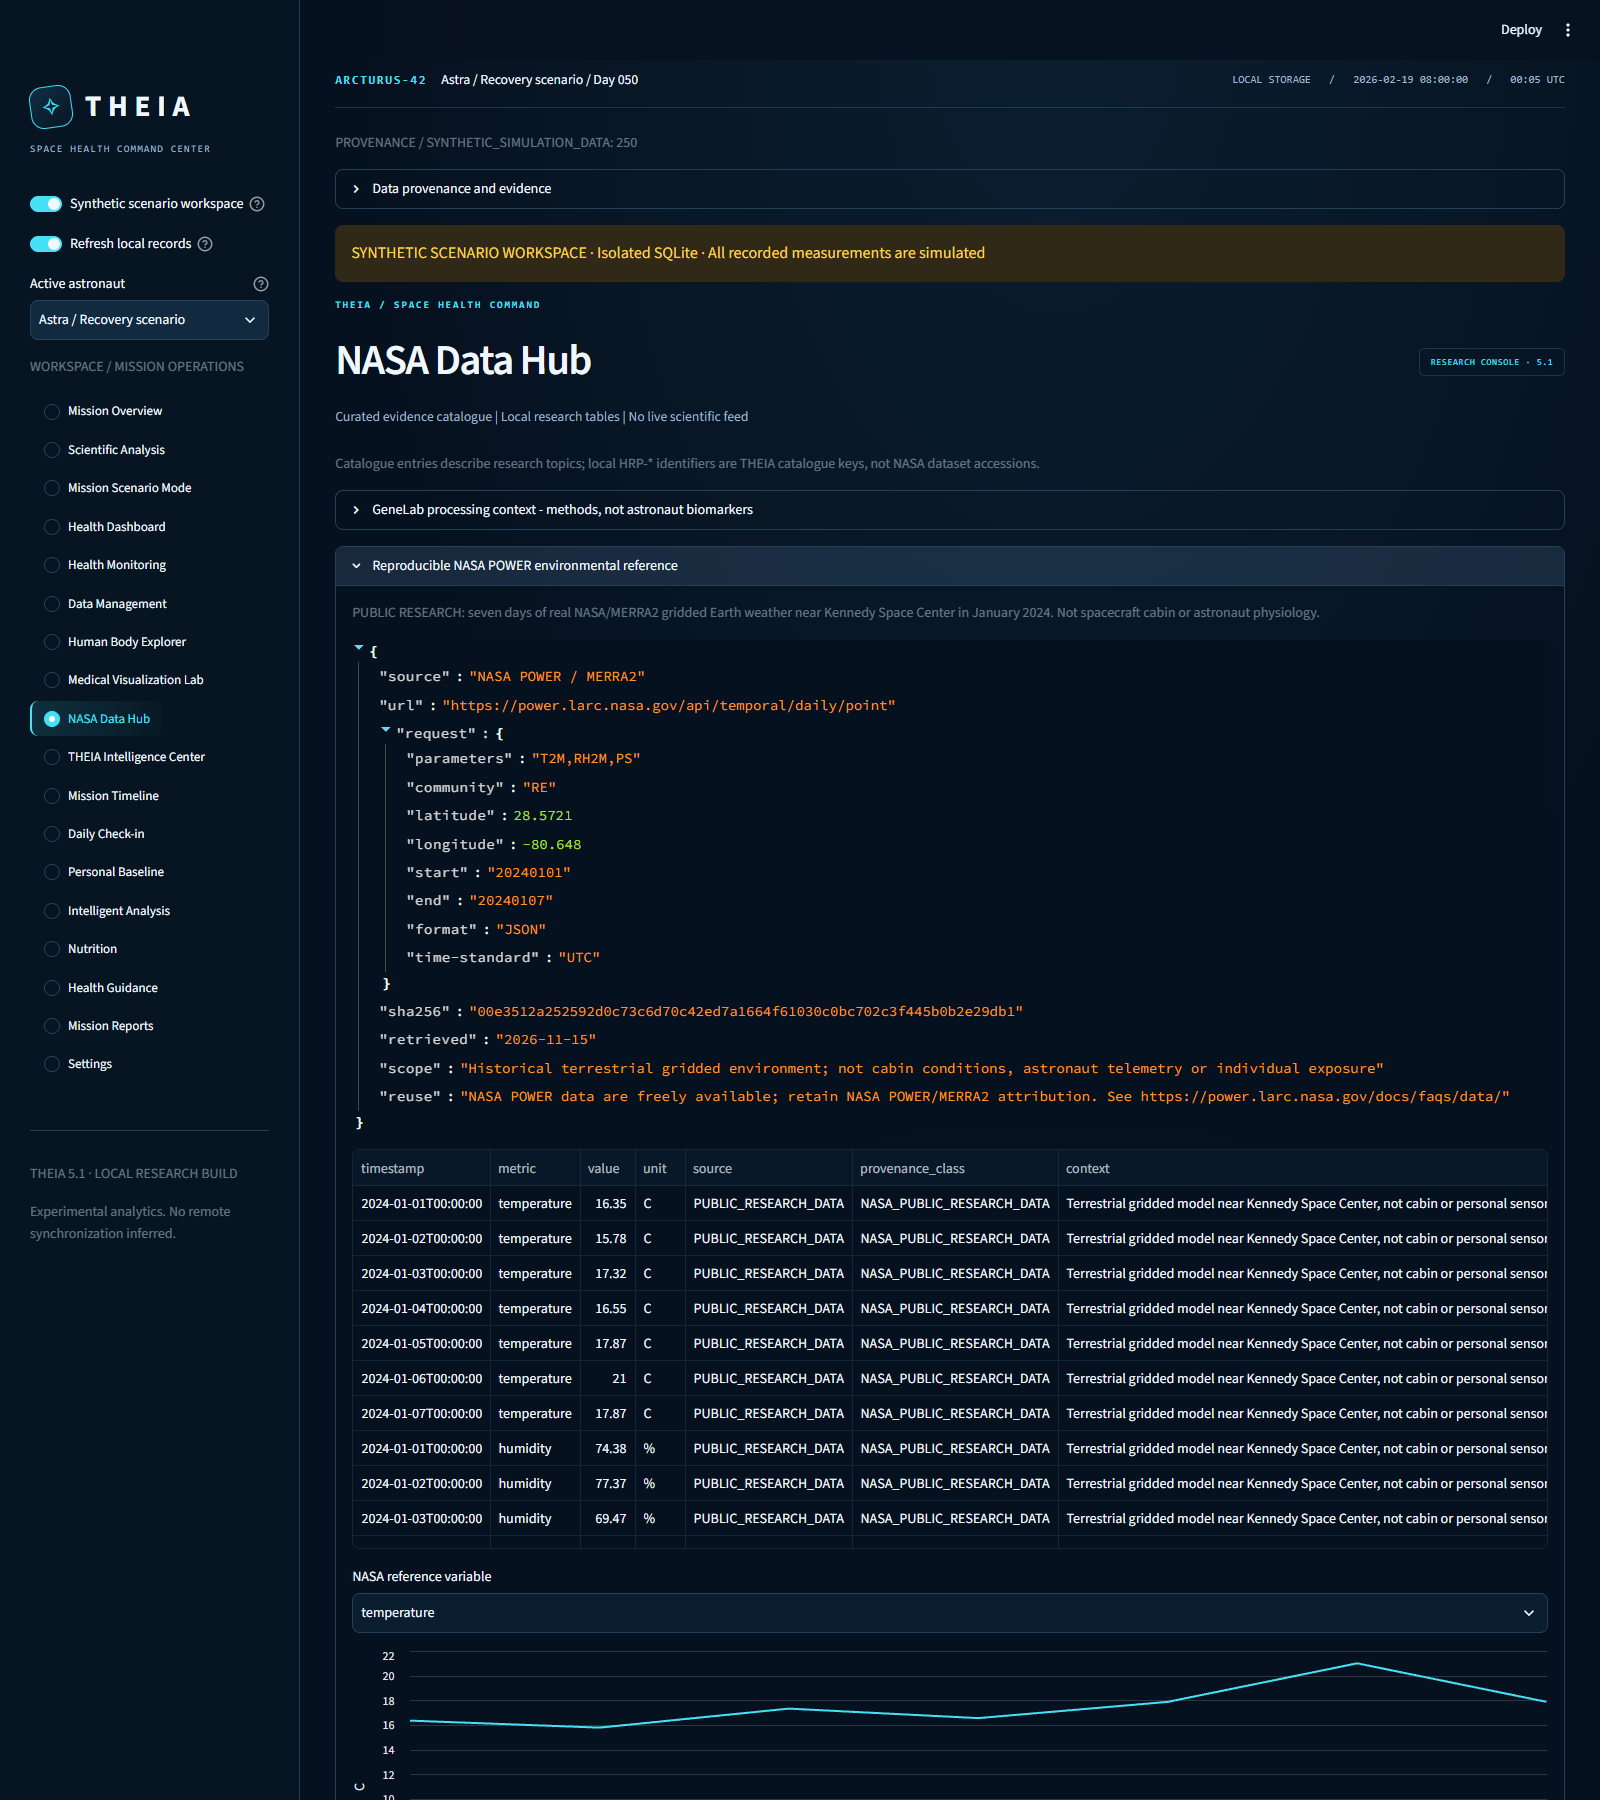 Deploy
THEIA
SPACE HEALTH COMMAND CENTER
Synthetic scenario workspace
Refresh local records
Active astronaut
Astra / Recovery scenario
WORKSPACE / MISSION OPERATIONS
Mission Overview
Scientific Analysis
Mission Scenario Mode
Health Dashboard
Health Monitoring
Data Management
Human Body Explorer
Medical Visualization Lab
NASA Data Hub
THEIA Intelligence Center
Mission Timeline
Daily Check-in
Personal Baseline
Intelligent Analysis
Nutrition
Health Guidance
Mission Reports
Settings
THEIA 5.1 · LOCAL RESEARCH BUILD
Experimental analytics. No remote
synchronization inferred.
ARCTURUS-42 Astra / Recovery scenario / Day 050
LOCAL STORAGE / 2026-02-19 08:00:00 / 00:05 UTC
PROVENANCE / SYNTHETIC_SIMULATION_DATA: 250
Data provenance and evidence
SYNTHETIC SCENARIO WORKSPACE · Isolated SQLite · All recorded measurements are simulated
THEIA / SPACE HEALTH COMMAND
NASA Data Hub
RESEARCH CONSOLE · 5.1
Curated evidence catalogue | Local research tables | No live scientific feed
Catalogue entries describe research topics; local HRP-* identifiers are THEIA catalogue keys, not NASA dataset accessions.
GeneLab processing context - methods, not astronaut biomarkers
Reproducible NASA POWER environmental reference
PUBLIC RESEARCH: seven days of real NASA/MERRA2 gridded Earth weather near Kennedy Space Center in January 2024. Not spacecraft cabin or astronaut physiology.
{
"source" : "NASA POWER / MERRA2"
"url" : "https://power.larc.nasa.gov/api/temporal/daily/point"
"request" : {
"parameters" : "T2M,RH2M,PS"
"community" : "RE"
"latitude" : 28.5721
"longitude" : -80.648
"start" : "20240101"
"end" : "20240107"
"format" : "JSON"
"time-standard" : "UTC"
}
"sha256" : "00e3512a252592d0c73c6d70c42ed7a1664f61030c0bc702c3f445b0b2e29db1"
"retrieved" : "2026-11-15"
"scope" : "Historical terrestrial gridded environment; not cabin conditions, astronaut telemetry or individual exposure"
"reuse" : "NASA POWER data are freely available; retain NASA POWER/MERRA2 attribution. See https://power.larc.nasa.gov/docs/faqs/data/"
}
timestamp metric value unit source provenance_class context
2024-01-01T00:00:00 temperature 16.35 C PUBLIC_RESEARCH_DATA NASA_PUBLIC_RESEARCH_DATA Terrestrial gridded model near Kennedy Space Center, not cabin or personal sensor
2024-01-02T00:00:00 temperature 15.78 C PUBLIC_RESEARCH_DATA NASA_PUBLIC_RESEARCH_DATA Terrestrial gridded model near Kennedy Space Center, not cabin or personal sensor
2024-01-03T00:00:00 temperature 17.32 C PUBLIC_RESEARCH_DATA NASA_PUBLIC_RESEARCH_DATA Terrestrial gridded model near Kennedy Space Center, not cabin or personal sensor
2024-01-04T00:00:00 temperature 16.55 C PUBLIC_RESEARCH_DATA NASA_PUBLIC_RESEARCH_DATA Terrestrial gridded model near Kennedy Space Center, not cabin or personal sensor
2024-01-05T00:00:00 temperature 17.87 C PUBLIC_RESEARCH_DATA NASA_PUBLIC_RESEARCH_DATA Terrestrial gridded model near Kennedy Space Center, not cabin or personal sensor
2024-01-06T00:00:00 temperature 21 C PUBLIC_RESEARCH_DATA NASA_PUBLIC_RESEARCH_DATA Terrestrial gridded model near Kennedy Space Center, not cabin or personal sensor
2024-01-07T00:00:00 temperature 17.87 C PUBLIC_RESEARCH_DATA NASA_PUBLIC_RESEARCH_DATA Terrestrial gridded model near Kennedy Space Center, not cabin or personal sensor
2024-01-01T00:00:00 humidity 74.38 % PUBLIC_RESEARCH_DATA NASA_PUBLIC_RESEARCH_DATA Terrestrial gridded model near Kennedy Space Center, not cabin or personal sensor
2024-01-02T00:00:00 humidity 77.37 % PUBLIC_RESEARCH_DATA NASA_PUBLIC_RESEARCH_DATA Terrestrial gridded model near Kennedy Space Center, not cabin or personal sensor
2024-01-03T00:00:00 humidity 69.47 % PUBLIC_RESEARCH_DATA NASA_PUBLIC_RESEARCH_DATA Terrestrial gridded model near Kennedy Space Center, not cabin or personal sensor
NASA reference variable
temperature
22
20
18
16
14
12
10
C